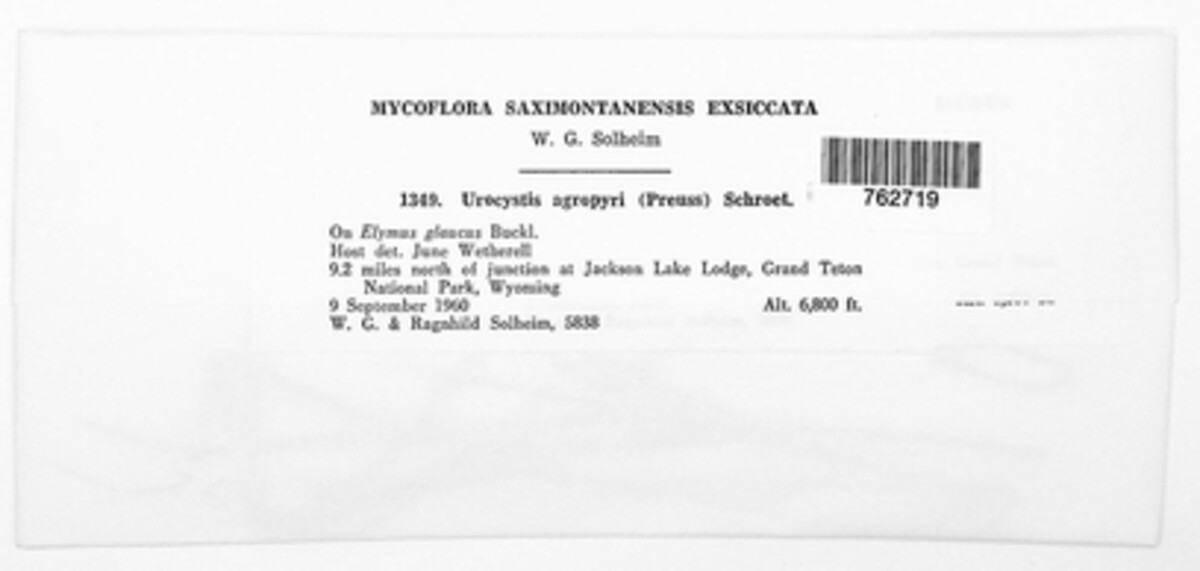 MYCOFLORA SAXIMONTANENSIS EXSICCATA
W. G. Solheim
762719
1349. Urocystis agropyri (Preuss) Schroet.
On Elymus glaucus Buckl.
Host det. June Wetherell
9.2 miles north of junction at Jackson Lake Lodge, Grand Teton
National Park, Wyoming
9 September 1960 Alt. 6,800 ft.
W. G. & Ragnhild Solheim, 5838